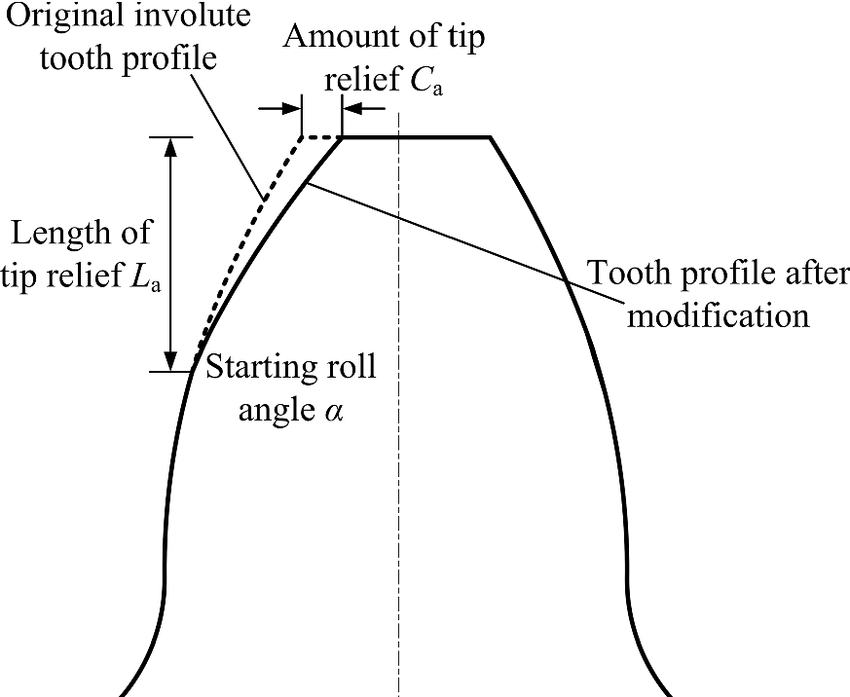 Original involute
tooth profile
Amount of tip
relief Cₐ
Length of
tip relief Lₐ
Starting roll
angle α
Tooth profile after
modification